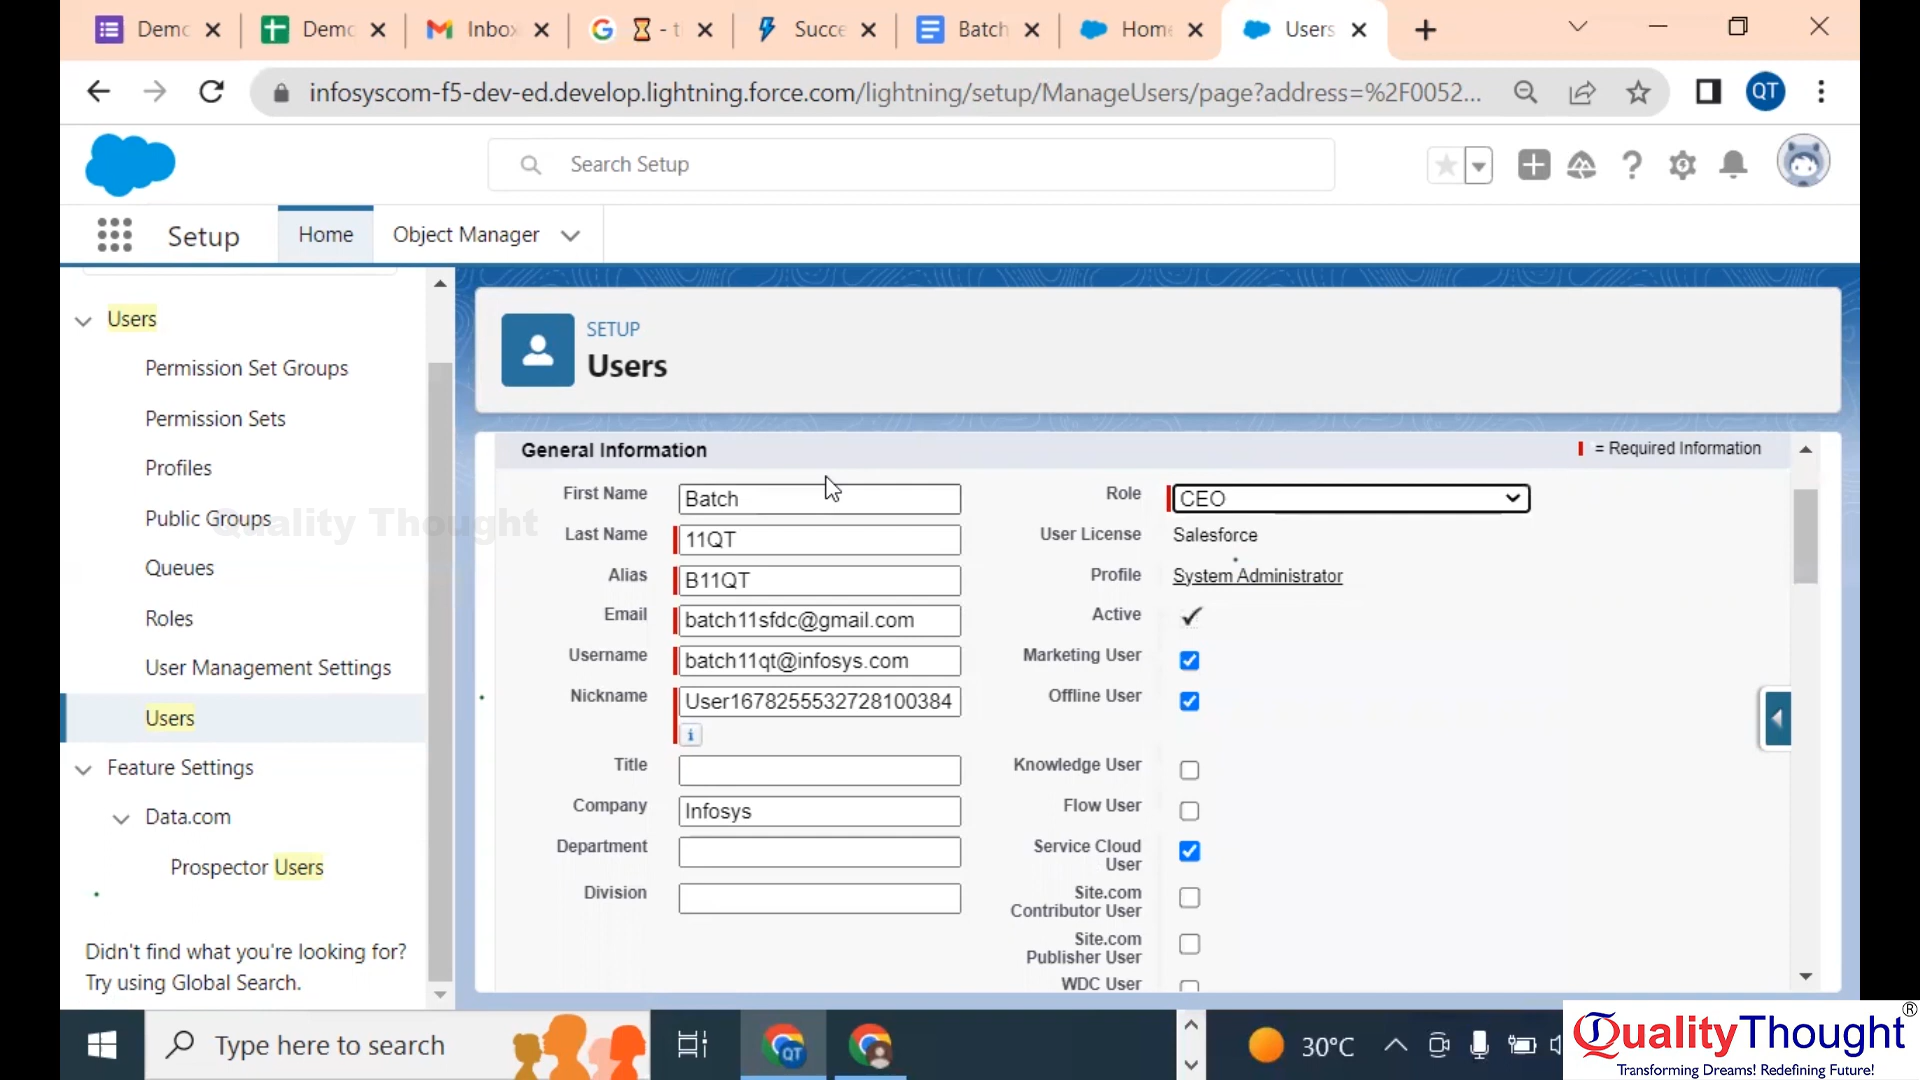 Demo
Demo
Inbox
- t
Succe
Batch
Home
Users
infosyscom-f5-dev-ed.develop.lightning.force.com/lightning/setup/ManageUsers/page?address=%2F0052...
QT
Search Setup
Setup
Home
Object Manager
Users
Permission Set Groups
Permission Sets
Profiles
Public Groups
Queues
Roles
User Management Settings
Users
Feature Settings
Data.com
Prospector Users
Didn't find what you're looking for?
Try using Global Search.
Quality Thought
SETUP
Users
General Information
= Required Information
First Name Batch
Role CEO
Last Name 11QT
User License Salesforce
Alias B11QT
Profile System Administrator
Email batch11sfdc@gmail.com
Active
Username batch11qt@infosys.com
Marketing User
Nickname User1678255532728100384
Offline User
Title
Knowledge User
Company Infosys
Flow User
Department
Service Cloud
User
Division
Site.com
Contributor User
Site.com
Publisher User
WDC User
Type here to search
QT
30°C
QualityThought®
Transforming Dreams! Redefining Future!